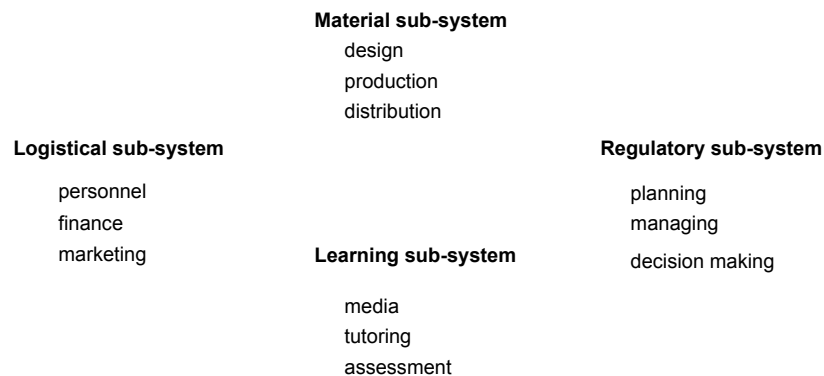 Material sub-system
design
production
distribution
Logistical sub-system
personnel
finance
marketing
Regulatory sub-system
planning
managing
decision making
Learning sub-system
media
tutoring
assessment